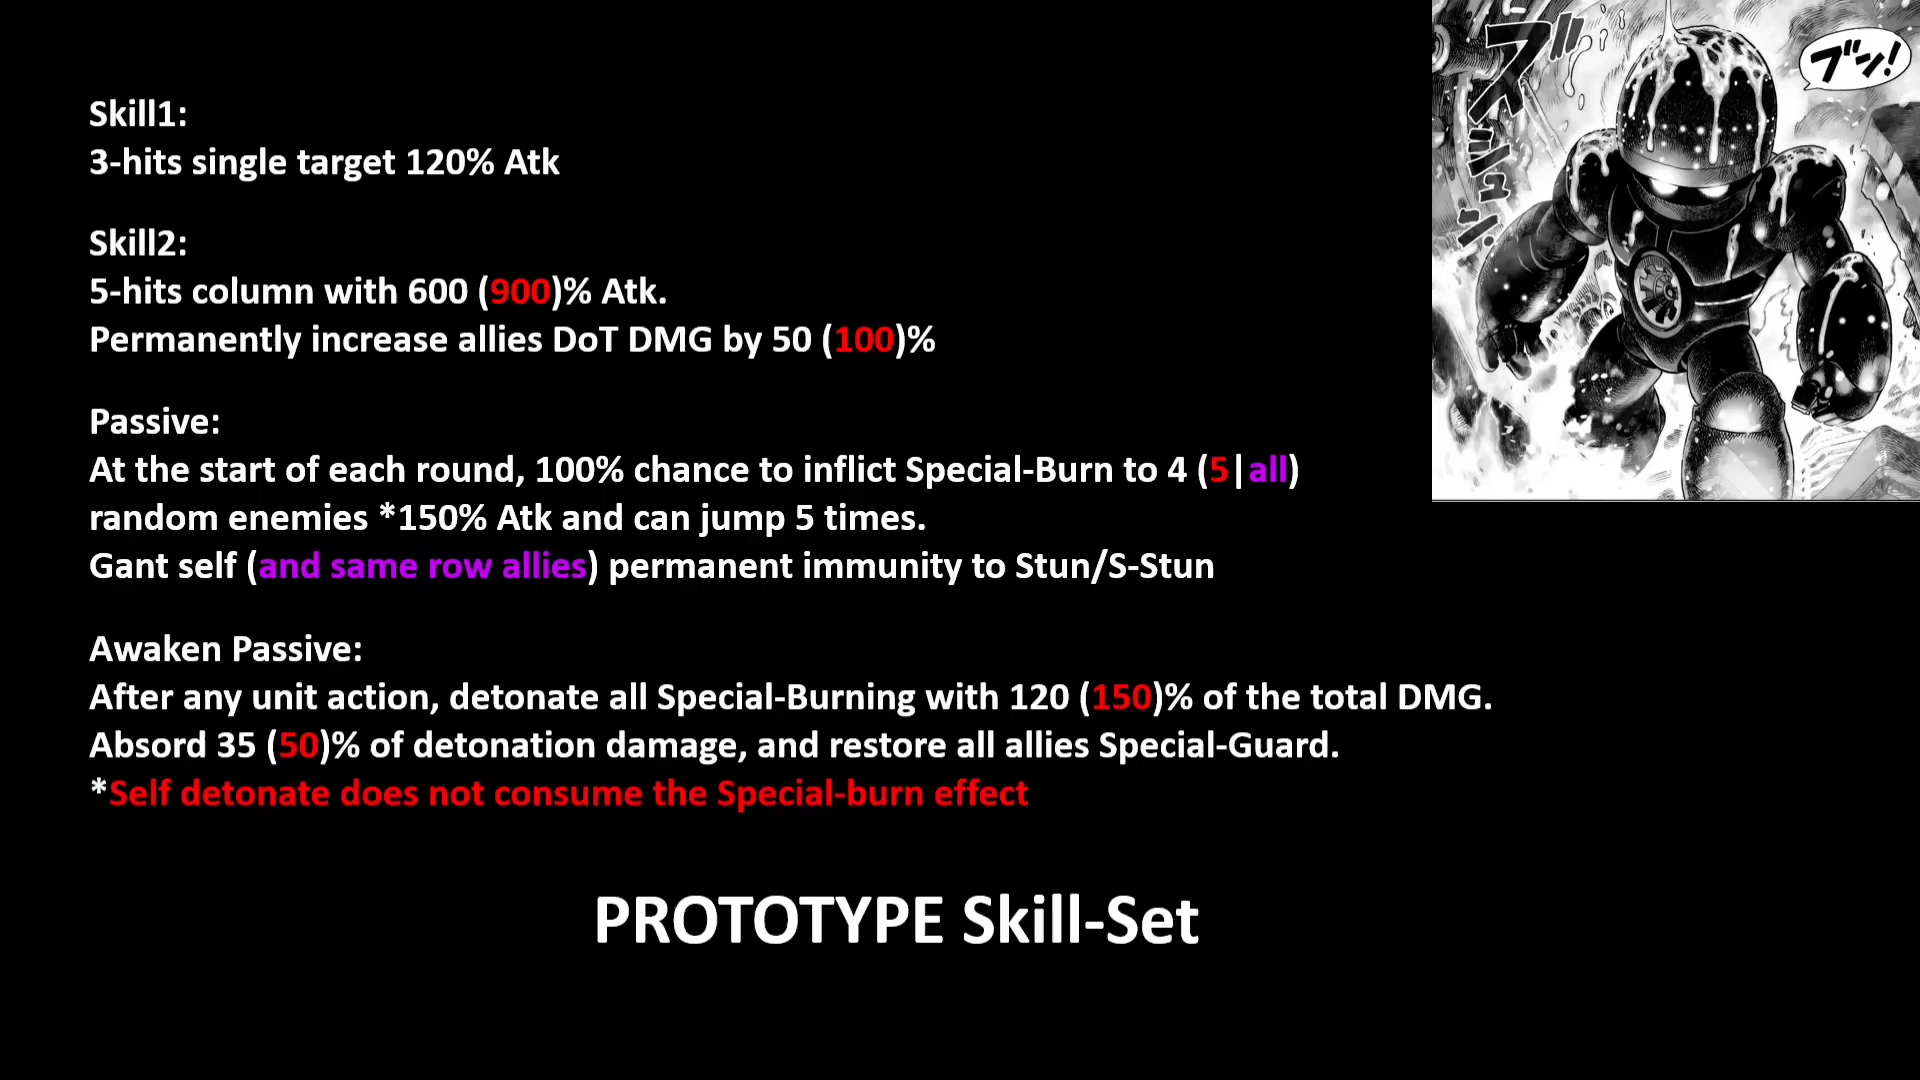 Skill1:
3-hits single target 120% Atk
Skill2:
5-hits column with 600 (900)% Atk.
Permanently increase allies DoT DMG by 50 (100)%
Passive:
At the start of each round, 100% chance to inflict Special-Burn to 4 (5|all)
random enemies *150% Atk and can jump 5 times.
Gant self (and same row allies) permanent immunity to Stun/S-Stun
Awaken Passive:
After any unit action, detonate all Special-Burning with 120 (150)% of the total DMG.
Absord 35 (50)% of detonation damage, and restore all allies Special-Guard.
*Self detonate does not consume the Special-burn effect
PROTOTYPE Skill-Set
ブシュン
ブン!